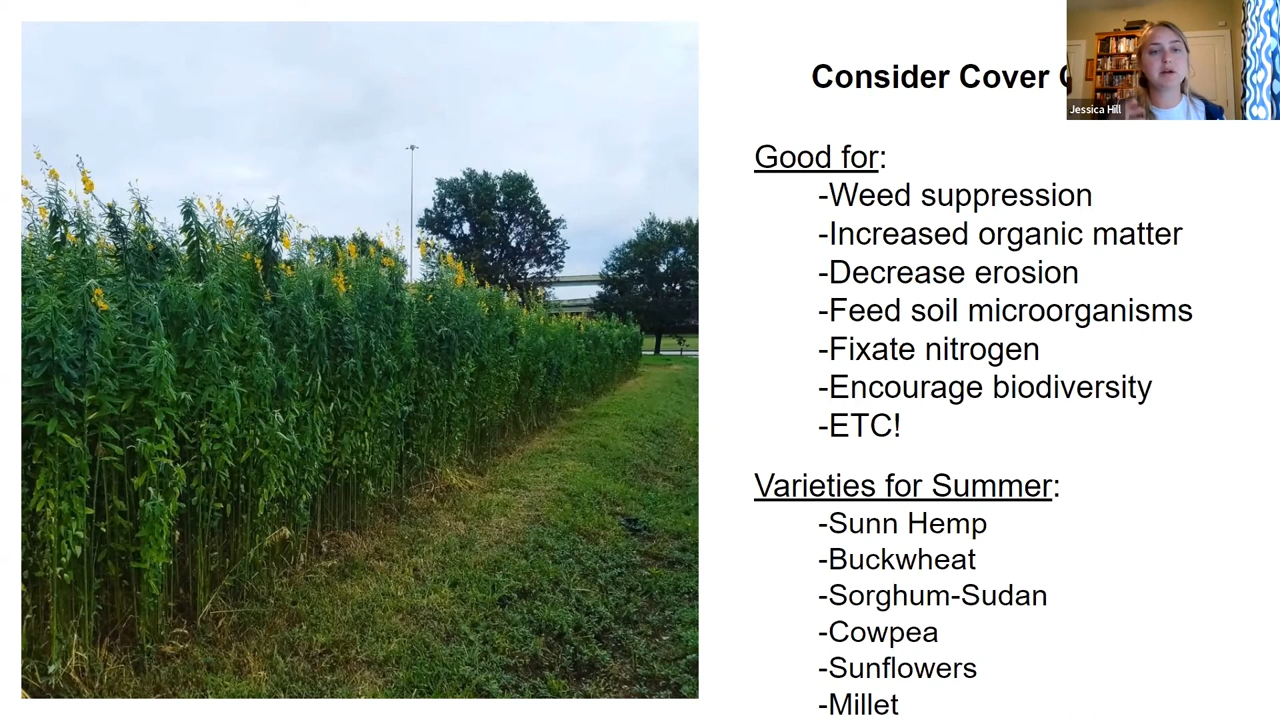 Consider Cover
Jessica Hill
Good for:
-Weed suppression
-Increased organic matter
-Decrease erosion
-Feed soil microorganisms
-Fixate nitrogen
-Encourage biodiversity
-ETC!
Varieties for Summer:
-Sunn Hemp
-Buckwheat
-Sorghum-Sudan
-Cowpea
-Sunflowers
-Millet